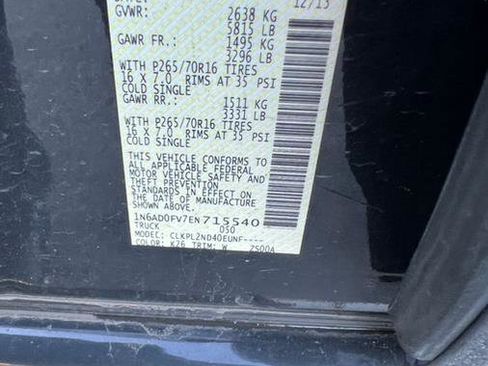 12/13
GVWR: 2638 KG
5815 LB
GAWR FR.: 1495 KG
3296 LB
WITH P265/70R16 TIRES
16 X 7.0 RIMS AT 35 PSI
COLD SINGLE
GAWR RR.: 1511 KG
3331 LB
WITH P265/70R16 TIRES
16 X 7.0 RIMS AT 35 PSI
COLD SINGLE
THIS VEHICLE CONFORMS TO
ALL APPLICABLE FEDERAL
MOTOR VEHICLE SAFETY AND
THEFT PREVENTION
STANDARDS IN EFFECT ON
THE DATE OF MANUFACTURE
SHOWN ABOVE.
1N6AD0FV7EN715540
TRUCK 050
MODEL: CLKPL2ND40EUNF----
COLOR: K26 TRIM: W ZS00A